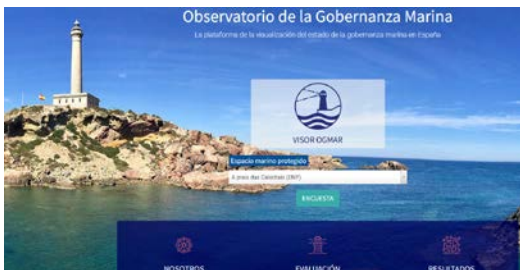 Observatorio de la Gobernanza Marina
La plataforma de la visualización del estado de la gobernanza marina en España
VISOR OGMAR
Espacio marino protegido
ENCUESTA
NOSOTROS
EVALUACIÓN
RESULTADOS